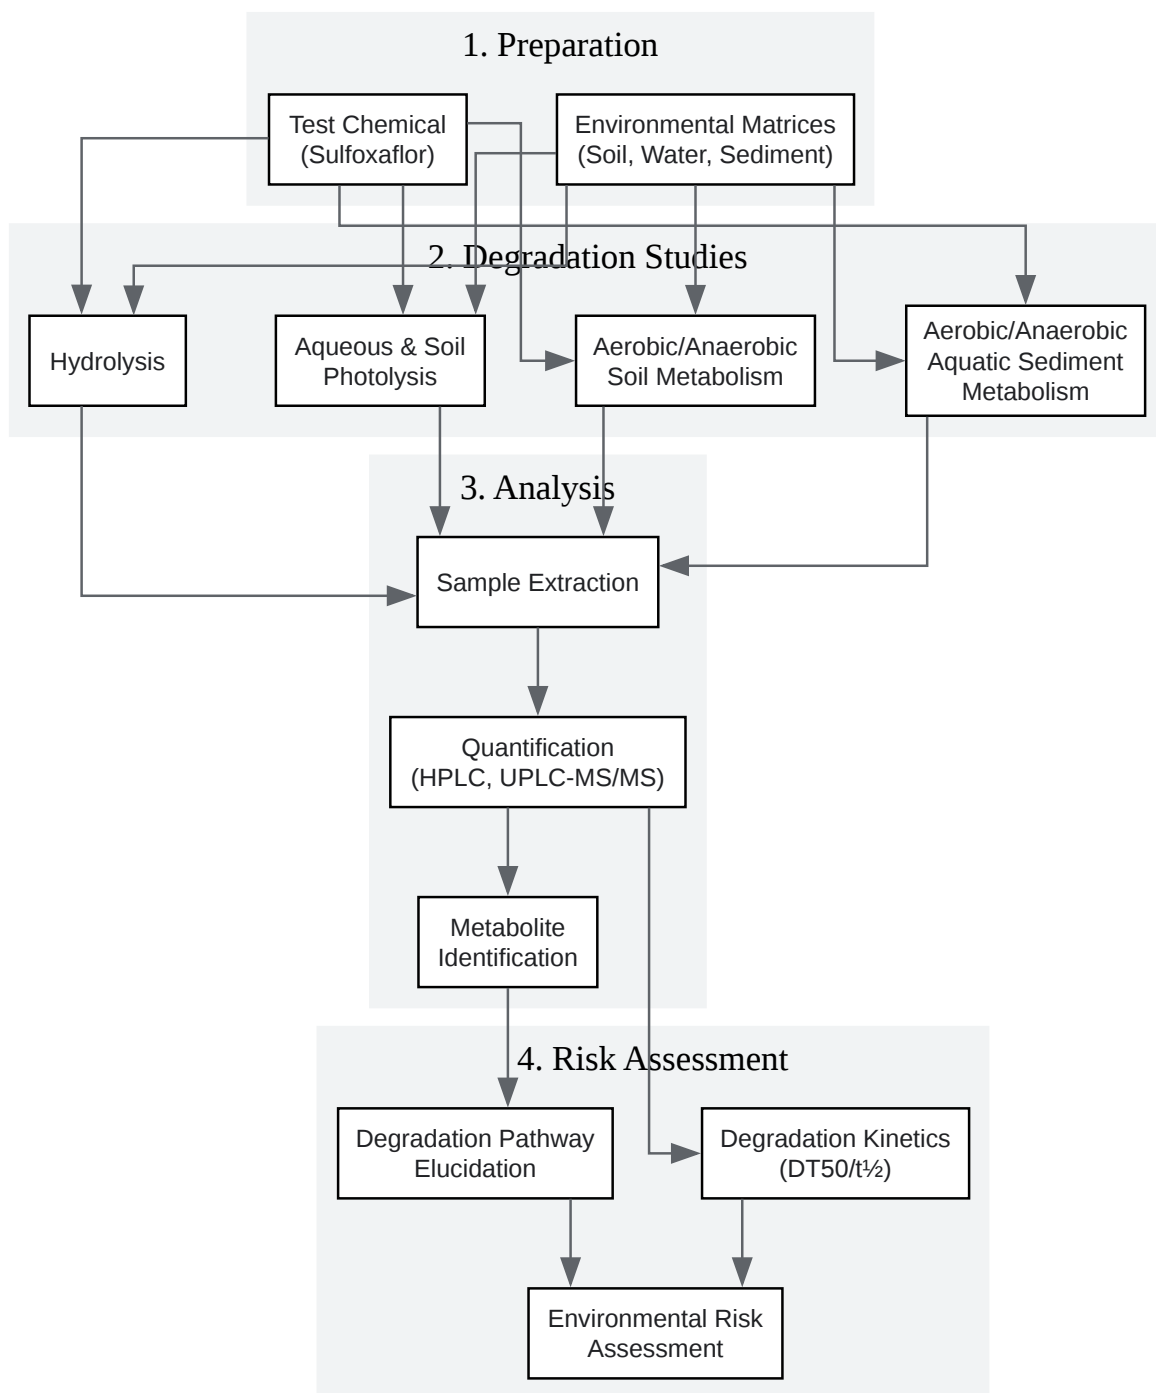 1. Preparation
Test Chemical
(Sulfoxaflor)
Environmental Matrices
(Soil, Water, Sediment)
2. Degradation Studies
Hydrolysis
Aqueous & Soil
Photolysis
Aerobic/Anaerobic
Soil Metabolism
Aerobic/Anaerobic
Aquatic Sediment
Metabolism
3. Analysis
Sample Extraction
Quantification
(HPLC, UPLC-MS/MS)
Metabolite
Identification
4. Risk Assessment
Degradation Pathway
Elucidation
Degradation Kinetics
(DT50/t½)
Environmental Risk
Assessment